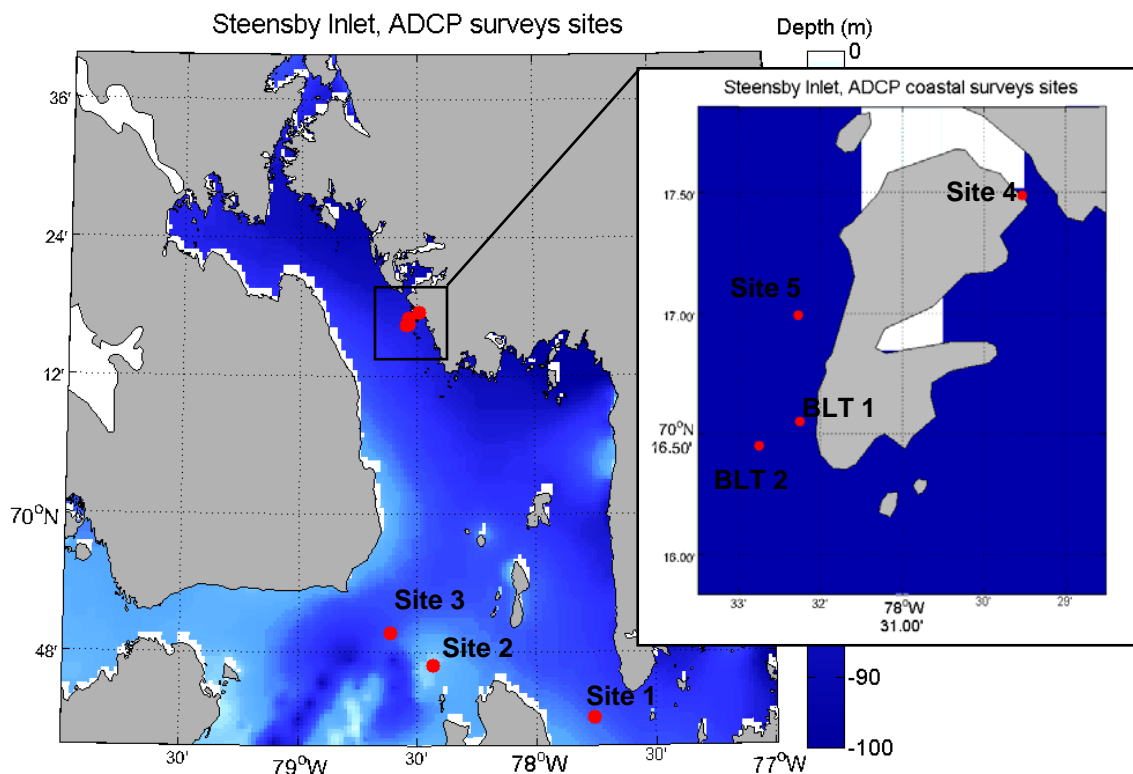 Steensby Inlet, ADCP surveys sites
Depth (m)
0
-90
-100
36'
24'
12'
70°N
48'
30'
79°W
30'
78°W
30'
77°W
Site 3
Site 2
Site 1
Steensby Inlet, ADCP coastal surveys sites
17.50'
17.00'
70°N
16.50'
16.00'
33'
32'
78°W
31.00'
30'
29'
Site 4
Site 5
BLT 1
BLT 2